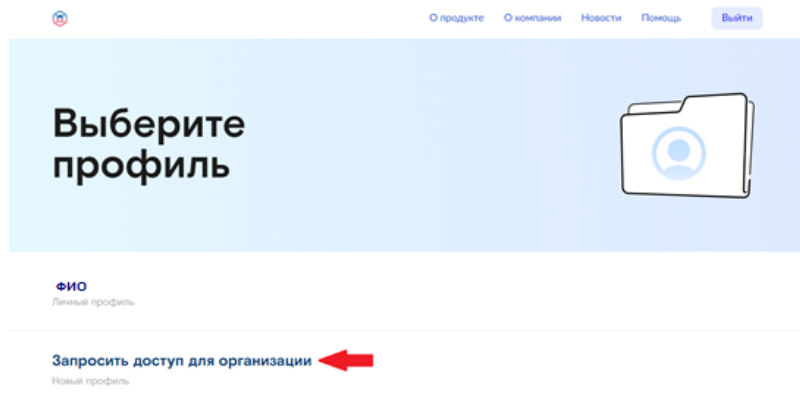 О продукте О компании Новости Помощь Выйти
Выберите
профиль
ФИО
Личный профиль
Запросить доступ для организации
Новый профиль